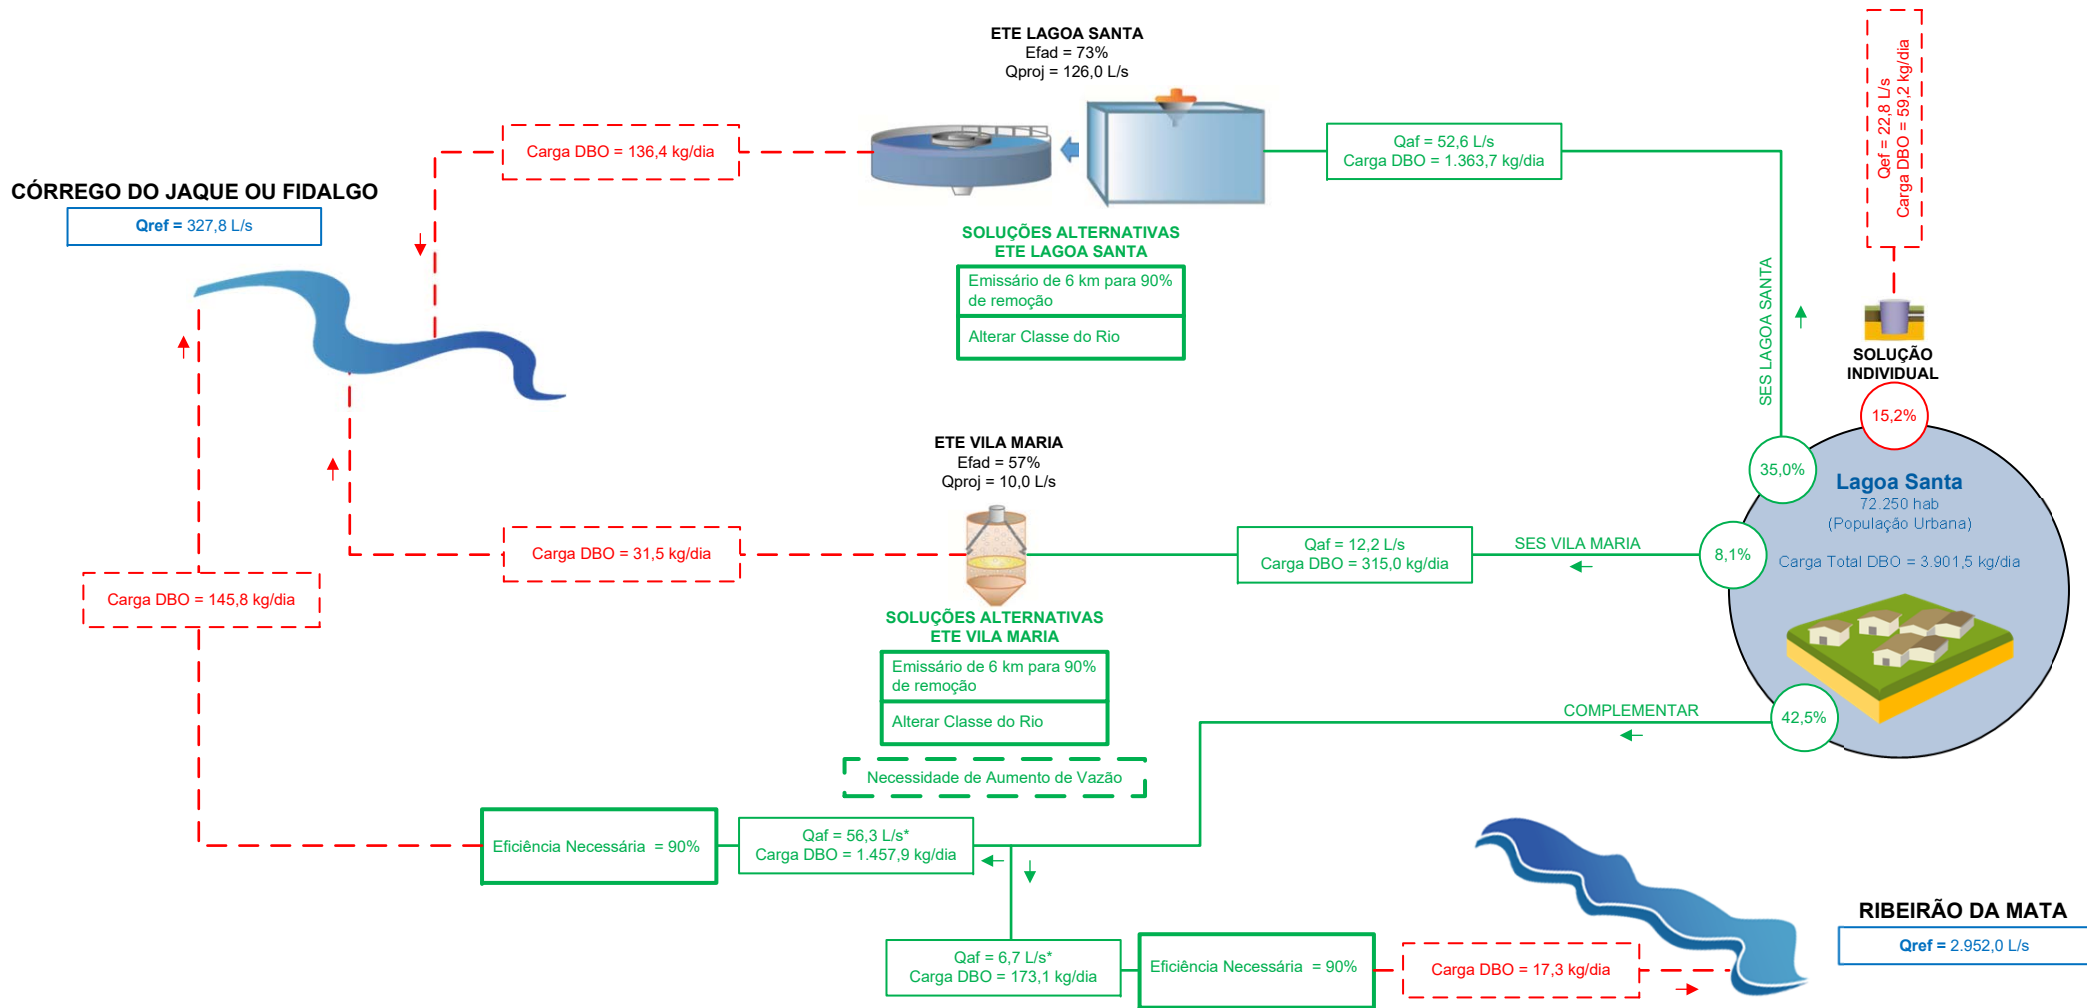 ETE LAGOA SANTA
Efad = 73%
Qproj = 126,0 L/s
Qef = 22,8 L/s
Carga DBO = 59,2 kg/dia
Carga DBO = 136,4 kg/dia
Qaf = 52,6 L/s
Carga DBO = 1.363,7 kg/dia
CÓRREGO DO JAQUE OU FIDALGO
Qref = 327,8 L/s
SOLUÇÕES ALTERNATIVAS
ETE LAGOA SANTA
Emissário de 6 km para 90%
de remoção
Alterar Classe do Rio
SES LAGOA SANTA
SOLUÇÃO
INDIVIDUAL
15,2%
35,0%
Lagoa Santa
72.250 hab
(População Urbana)
Carga Total DBO = 3.901,5 kg/dia
ETE VILA MARIA
Efad = 57%
Qproj = 10,0 L/s
Carga DBO = 31,5 kg/dia
Qaf = 12,2 L/s
Carga DBO = 315,0 kg/dia
SES VILA MARIA
8,1%
Carga DBO = 145,8 kg/dia
SOLUÇÕES ALTERNATIVAS
ETE VILA MARIA
Emissário de 6 km para 90%
de remoção
Alterar Classe do Rio
COMPLEMENTAR
42,5%
Necessidade de Aumento de Vazão
Eficiência Necessária = 90%
Qaf = 56,3 L/s*
Carga DBO = 1.457,9 kg/dia
Qaf = 6,7 L/s*
Carga DBO = 173,1 kg/dia
Eficiência Necessária = 90%
Carga DBO = 17,3 kg/dia
RIBEIRÃO DA MATA
Qref = 2.952,0 L/s